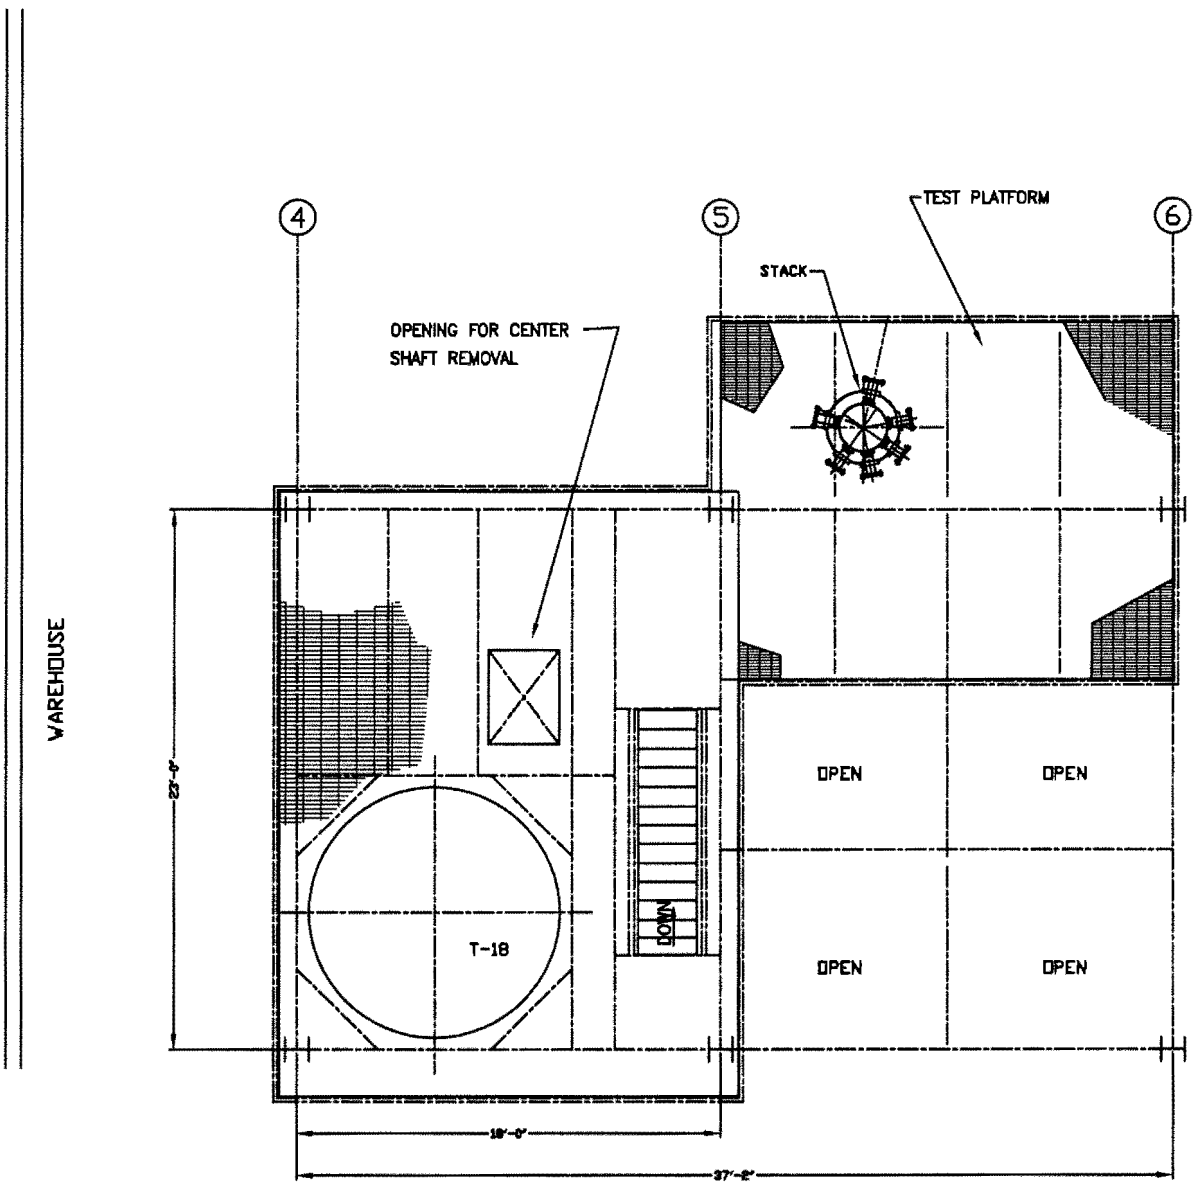 4
5
6
TEST PLATFORM
STACK
OPENING FOR CENTER
SHAFT REMOVAL
WAREHOUSE
23'-0"
OPEN
OPEN
DOWN
T-18
OPEN
OPEN
18'-0"
37'-2"